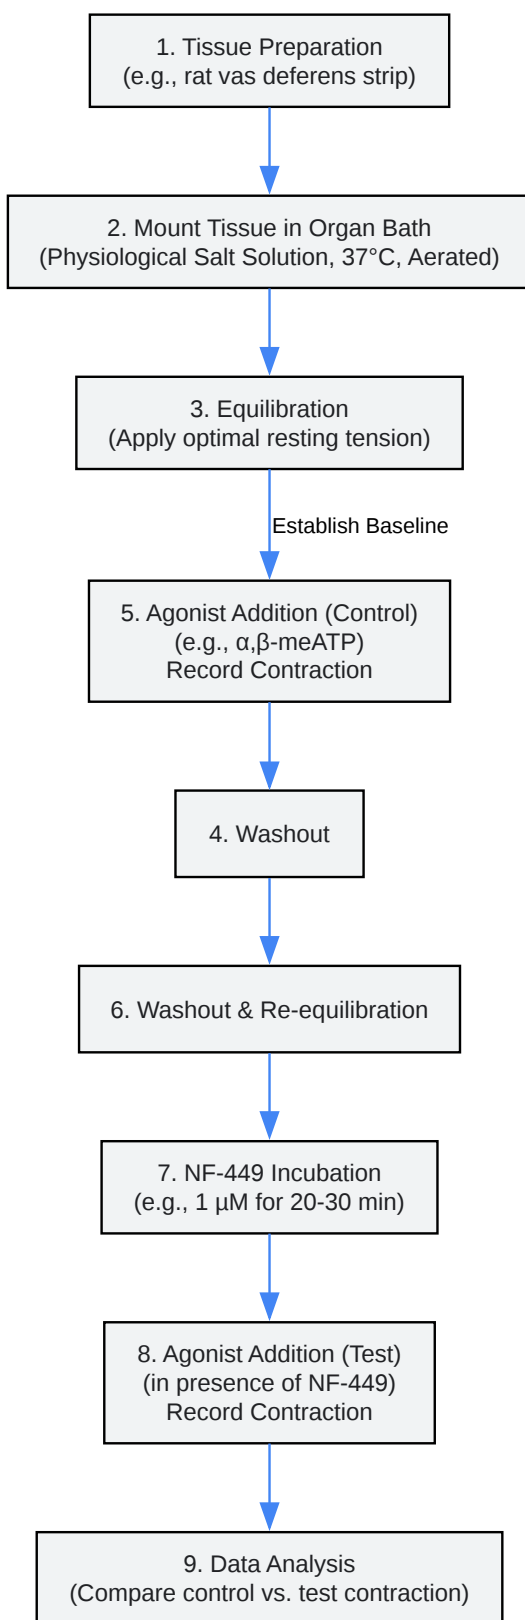 1. Tissue Preparation
(e.g., rat vas deferens strip)
2. Mount Tissue in Organ Bath
(Physiological Salt Solution, 37°C, Aerated)
3. Equilibration
(Apply optimal resting tension)
Establish Baseline
5. Agonist Addition (Control)
(e.g., α,β-meATP)
Record Contraction
4. Washout
6. Washout & Re-equilibration
7. NF-449 Incubation
(e.g., 1 µM for 20-30 min)
8. Agonist Addition (Test)
(in presence of NF-449)
Record Contraction
9. Data Analysis
(Compare control vs. test contraction)